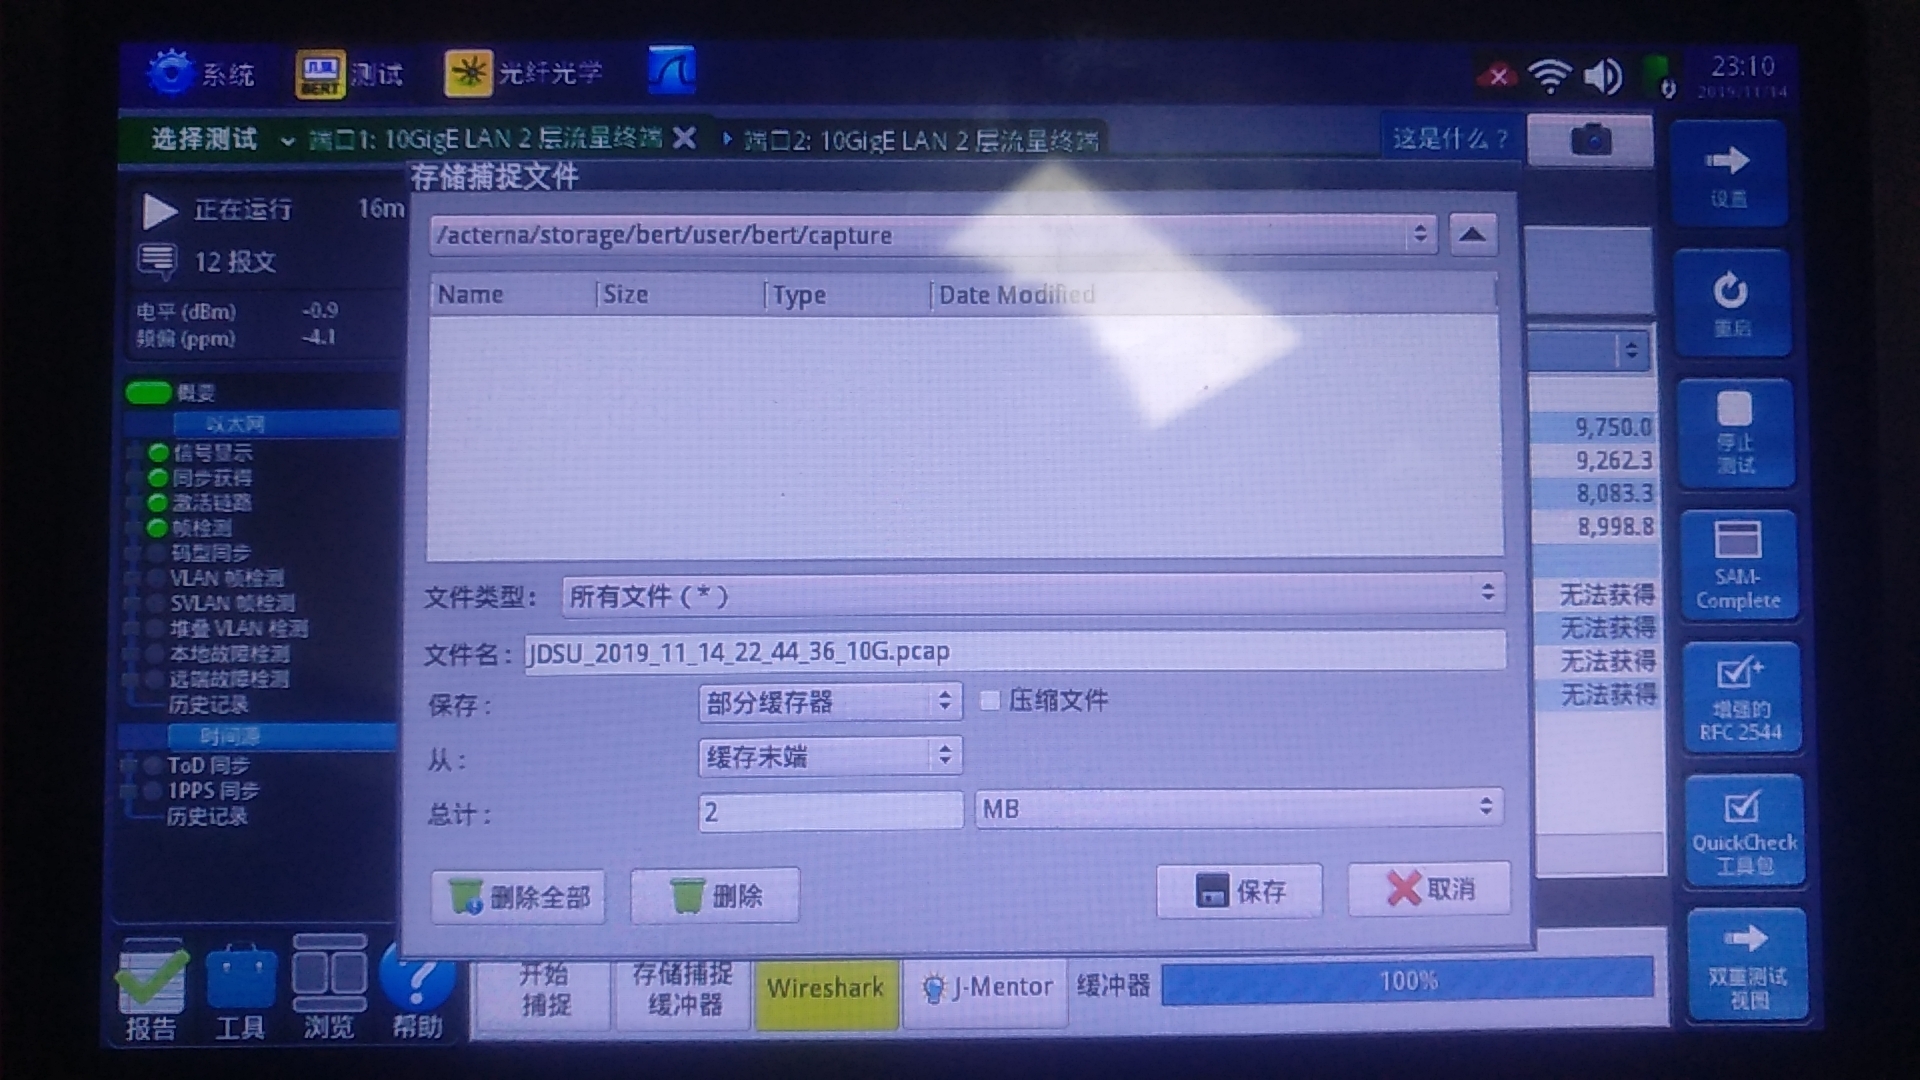 系统
BERT
测试
光纤光学
23:10
2019/11/14
选择测试
端口1: 10GigE LAN 2 层流量终端
端口2: 10GigE LAN 2 层流量终端
这是什么？
正在运行 16m
12 报文
电平 (dBm) -0.9
频偏 (ppm) -4.1
概要
以太网
信号显示
同步获得
激活链路
帧检测
码型同步
VLAN 帧检测
SVLAN 帧检测
堆叠 VLAN 检测
本地故障检测
远端故障检测
历史记录
时间源
ToD 同步
1PPS 同步
历史记录
存储捕捉文件
/acterna/storage/bert/user/bert/capture
Name Size Type Date Modified
文件类型： 所有文件 ( * )
文件名： JDSU_2019_11_14_22_44_36_10G.pcap
保存： 部分缓存器 压缩文件
从： 缓存末端
总计： 2 MB
删除全部 删除 保存 取消
9,750.0
9,262.3
8,083.3
8,998.8
无法获得
无法获得
无法获得
无法获得
设置
重启
停止
测试
SAM-
Complete
增强的
RFC 2544
QuickCheck
工具包
双重测试
视图
报告
工具
浏览
帮助
开始
捕捉
存储捕捉
缓冲器
Wireshark
J-Mentor
缓冲器
100%